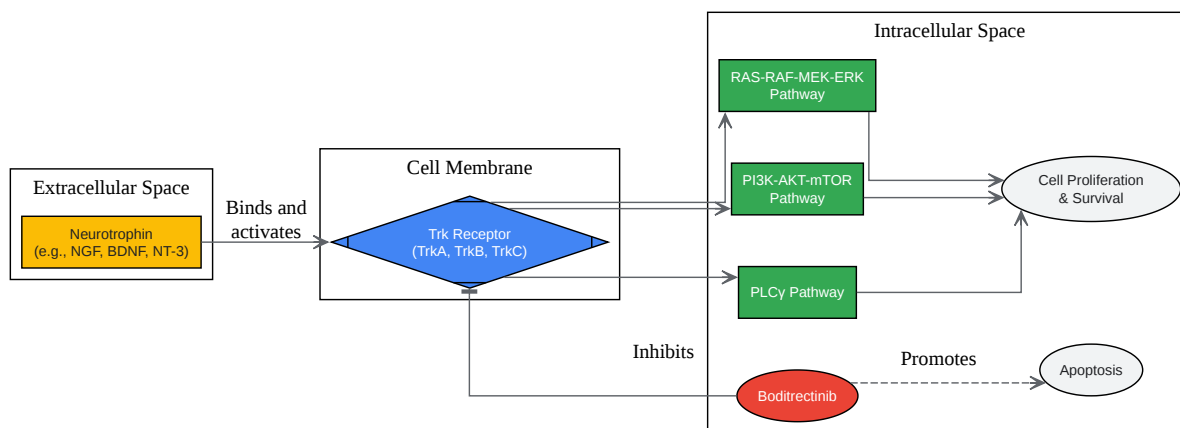 Extracellular Space
Neurotrophin
(e.g., NGF, BDNF, NT-3)
Binds and
activates
Cell Membrane
Trk Receptor
(TrkA, TrkB, TrkC)
Intracellular Space
RAS-RAF-MEK-ERK
Pathway
PI3K-AKT-mTOR
Pathway
PLCγ Pathway
Cell Proliferation
& Survival
Inhibits
Boditrectinib
Promotes
Apoptosis